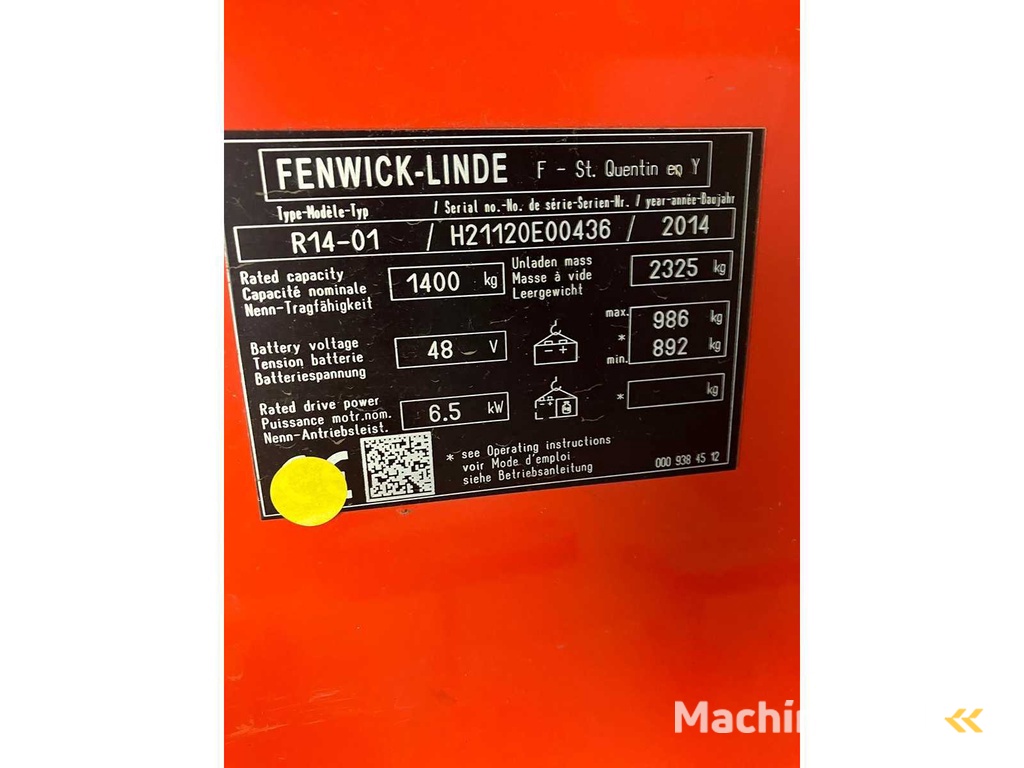 FENWICK-LINDE F - St. Quentin en Y
Type-Modèle-Typ / Serial no.-No. de série-Serien-Nr. / year-année-Baujahr
R14-01 / H21120E00436 / 2014
Rated capacity
Capacité nominale
Nenn-Tragfähigkeit
1400 kg
Unladen mass
Masse à vide
Leergewicht
2325 kg
Battery voltage
Tension batterie
Batteriespannung
48 V
max. 986 kg
*
min. 892 kg
Rated drive power
Puissance motr.nom.
Nenn-Antriebsleist.
6.5 kW
* kg
* see Operating instructions
voir Mode d'emploi
siehe Betriebsanleitung
000 938 45 12
Machin